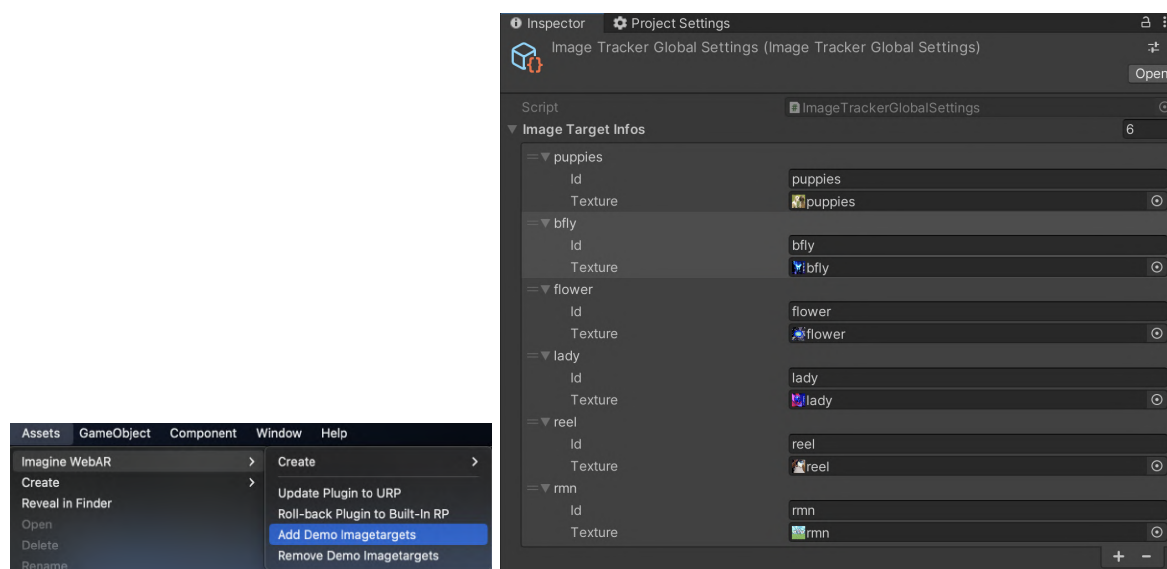 Assets GameObject Component Window Help
Imagine WebAR > Create >
Create >
Update Plugin to URP
Reveal in Finder
Roll-back Plugin to Built-In RP
Open
Add Demo Imagetargets
Delete
Remove Demo Imagetargets
Rename
Inspector Project Settings
Image Tracker Global Settings (Image Tracker Global Settings)
Open
Script ImageTrackerGlobalSettings
Image Target Infos 6
puppies
Id puppies
Texture puppies
bfly
Id bfly
Texture bfly
flower
Id flower
Texture flower
lady
Id lady
Texture lady
reel
Id reel
Texture reel
rmn
Id rmn
Texture rmn
+ -